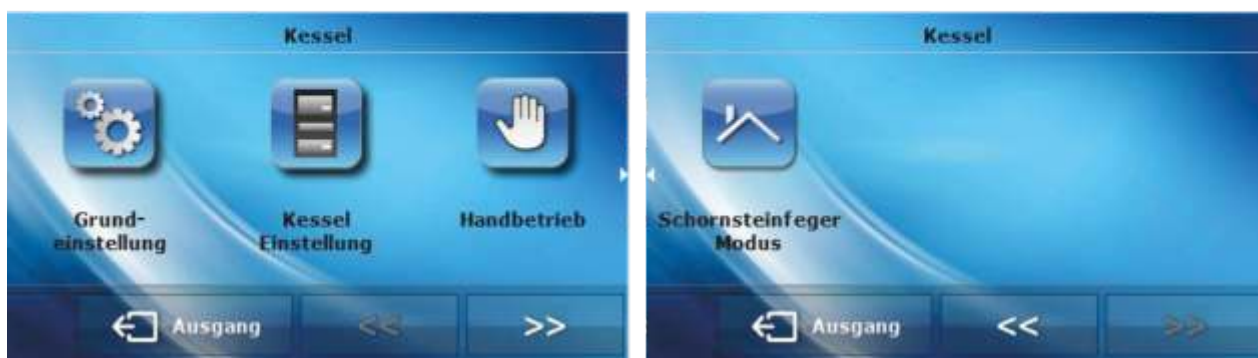 Kessel
Grund-
einstellung
Kessel
Einstellung
Handbetrieb
Ausgang
<<
>>
Kessel
Schornsteinfeger
Modus
Ausgang
<<
>>